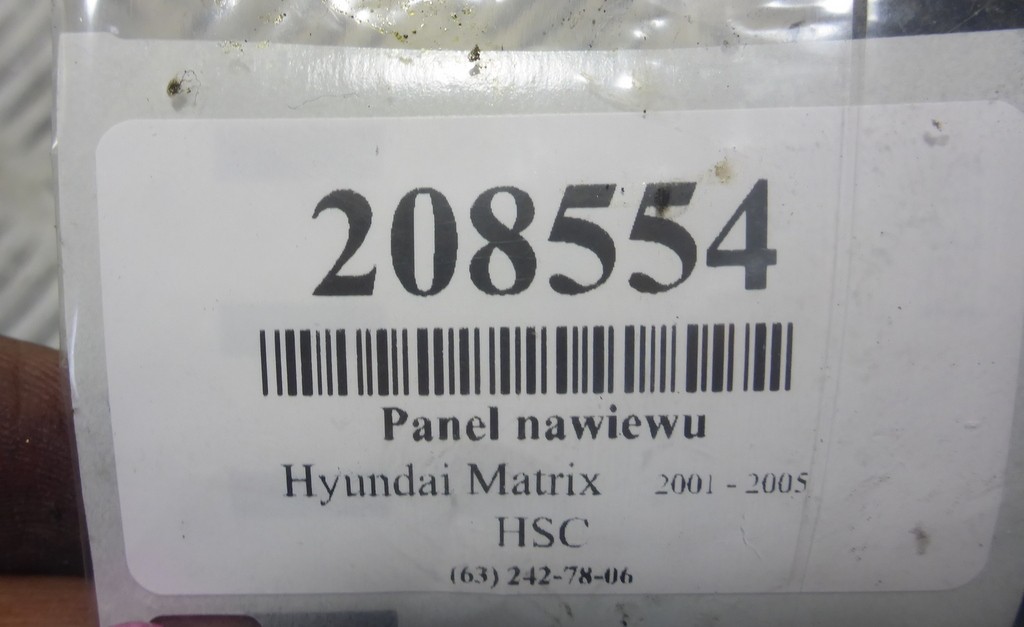 208554
Panel nawiewu
Hyundai Matrix 2001 - 2005
HSC
(63) 242-78-06